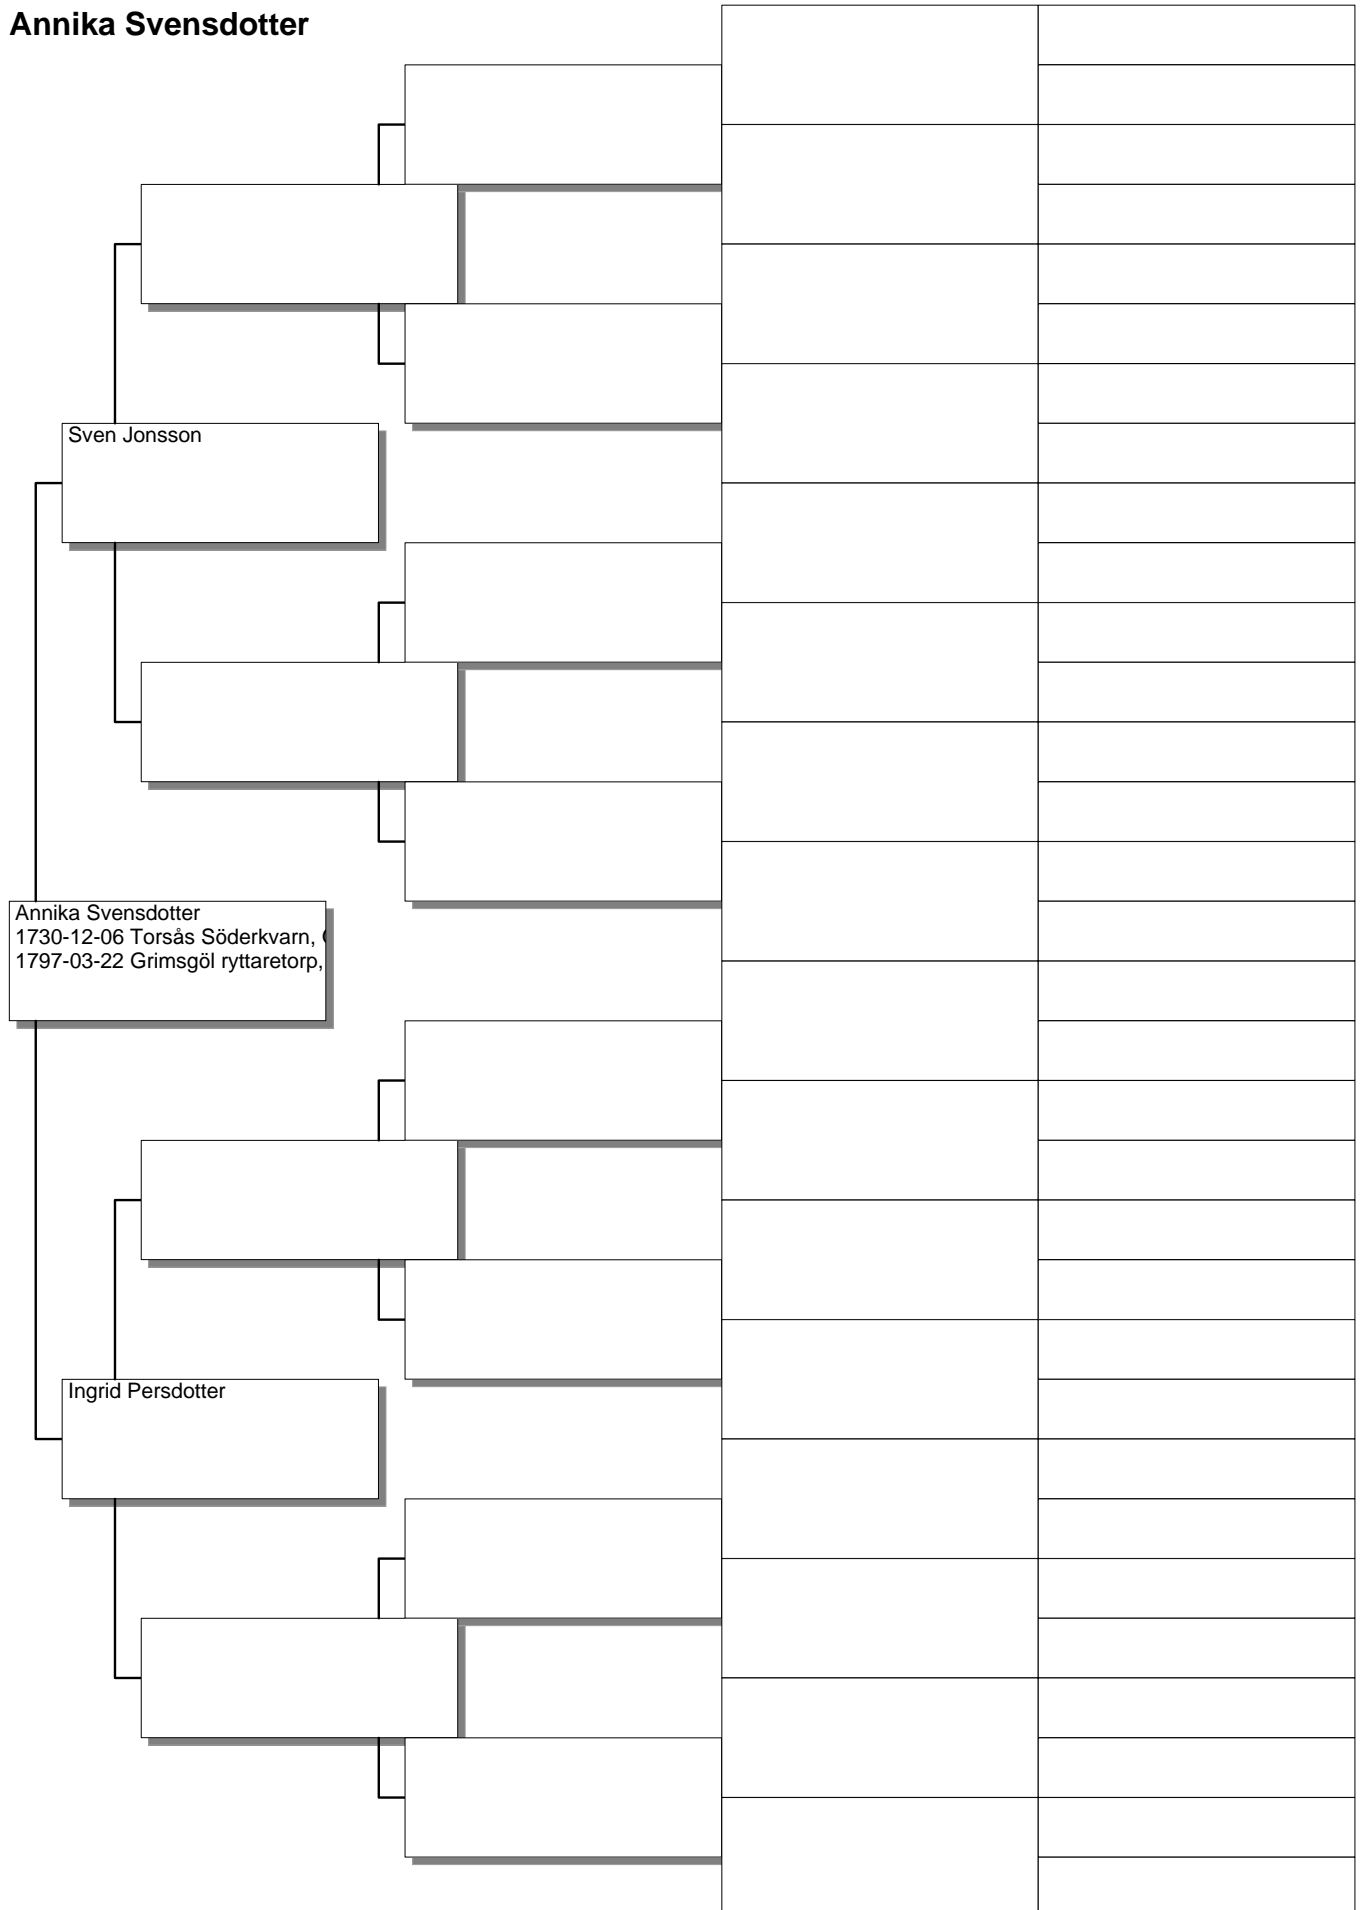 Annika Svensdotter
Sven Jonsson
Annika Svensdotter
1730-12-06 Torsås Söderkvarn,
1797-03-22 Grimsgöl ryttaretorp,
Ingrid Persdotter